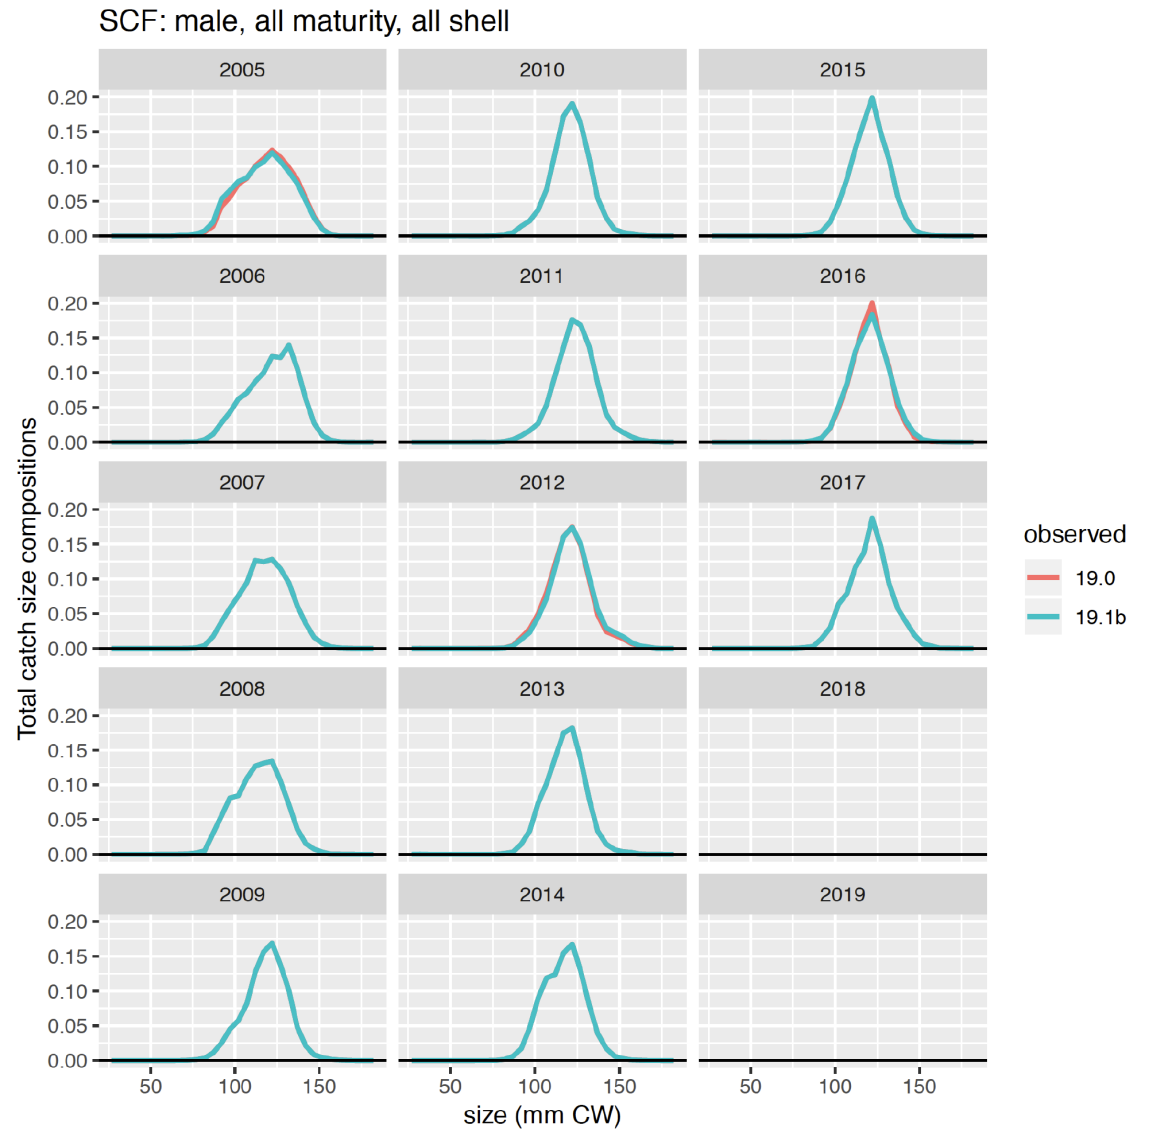 SCF: male, all maturity, all shell
2005 2010 2015
0.20
0.15
0.10
0.05
0.00
2006 2011 2016
0.20
0.15
0.10
0.05
0.00
2007 2012 2017
0.20
0.15
0.10
0.05
0.00
2008 2013 2018
0.20
0.15
0.10
0.05
0.00
2009 2014 2019
0.20
0.15
0.10
0.05
0.00
50 100 150 50 100 150 50 100 150
size (mm CW)
Total catch size compositions
observed
19.0
19.1b